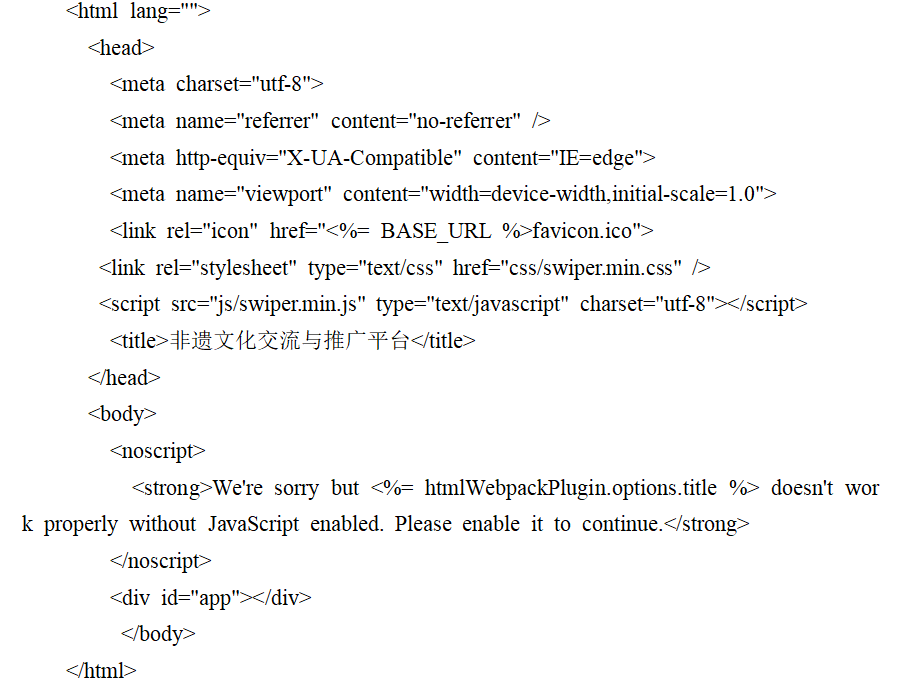 <html lang="">
<head>
<meta charset="utf-8">
<meta name="referrer" content="no-referrer" />
<meta http-equiv="X-UA-Compatible" content="IE=edge">
<meta name="viewport" content="width=device-width,initial-scale=1.0">
<link rel="icon" href="<%= BASE_URL %>favicon.ico">
<link rel="stylesheet" type="text/css" href="css/swiper.min.css" />
<script src="js/swiper.min.js" type="text/javascript" charset="utf-8"></script>
<title>非遗文化交流与推广平台</title>
</head>
<body>
<noscript>
<strong>We're sorry but <%= htmlWebpackPlugin.options.title %> doesn't wor
k properly without JavaScript enabled. Please enable it to continue.</strong>
</noscript>
<div id="app"></div>
</body>
</html>